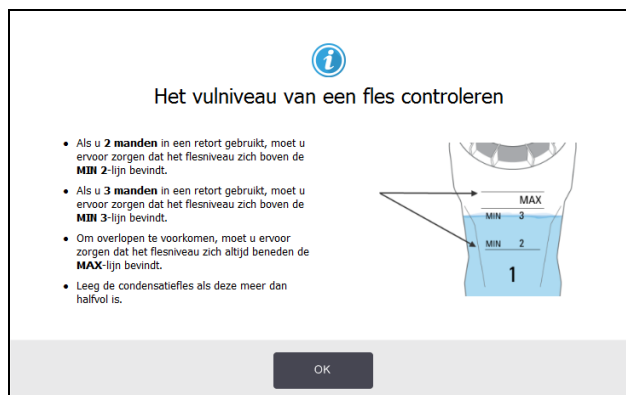 Het vulniveau van een fles controleren
• Als u 2 manden in een retort gebruikt, moet u
ervoor zorgen dat het flesniveau zich boven de
MIN 2-lijn bevindt.
• Als u 3 manden in een retort gebruikt, moet u
ervoor zorgen dat het flesniveau zich boven de
MIN 3-lijn bevindt.
• Om overlopen te voorkomen, moet u ervoor
zorgen dat het flesniveau zich altijd beneden de
MAX-lijn bevindt.
• Leeg de condensatiefles als deze meer dan
halfvol is.
MAX
MIN 3
MIN 2
1
OK